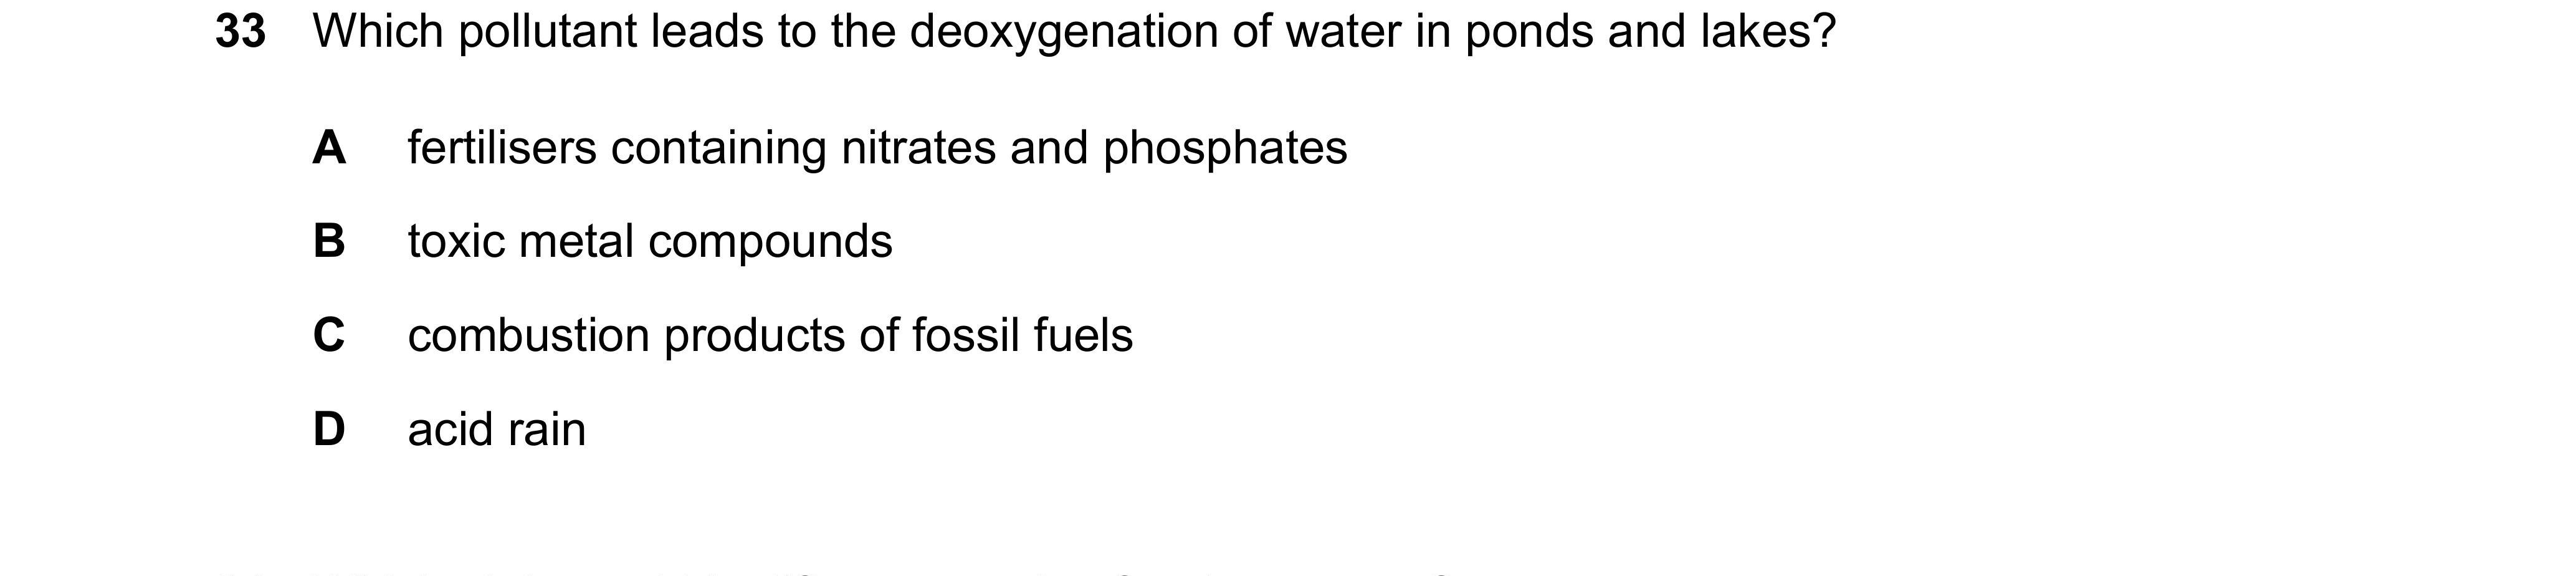 33 Which pollutant leads to the deoxygenation of water in ponds and lakes?
A fertilisers containing nitrates and phosphates
B toxic metal compounds
C combustion products of fossil fuels
D acid rain